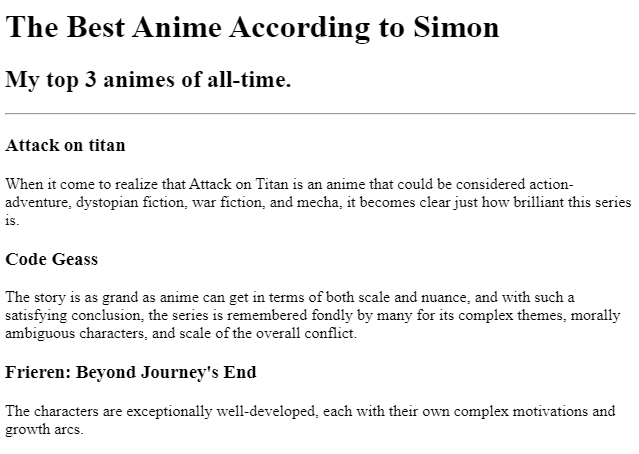 The Best Anime According to Simon
My top 3 animes of all-time.
Attack on titan
When it come to realize that Attack on Titan is an anime that could be considered action-
adventure, dystopian fiction, war fiction, and mecha, it becomes clear just how brilliant this series
is.
Code Geass
The story is as grand as anime can get in terms of both scale and nuance, and with such a
satisfying conclusion, the series is remembered fondly by many for its complex themes, morally
ambiguous characters, and scale of the overall conflict.
Frieren: Beyond Journey's End
The characters are exceptionally well-developed, each with their own complex motivations and
growth arcs.